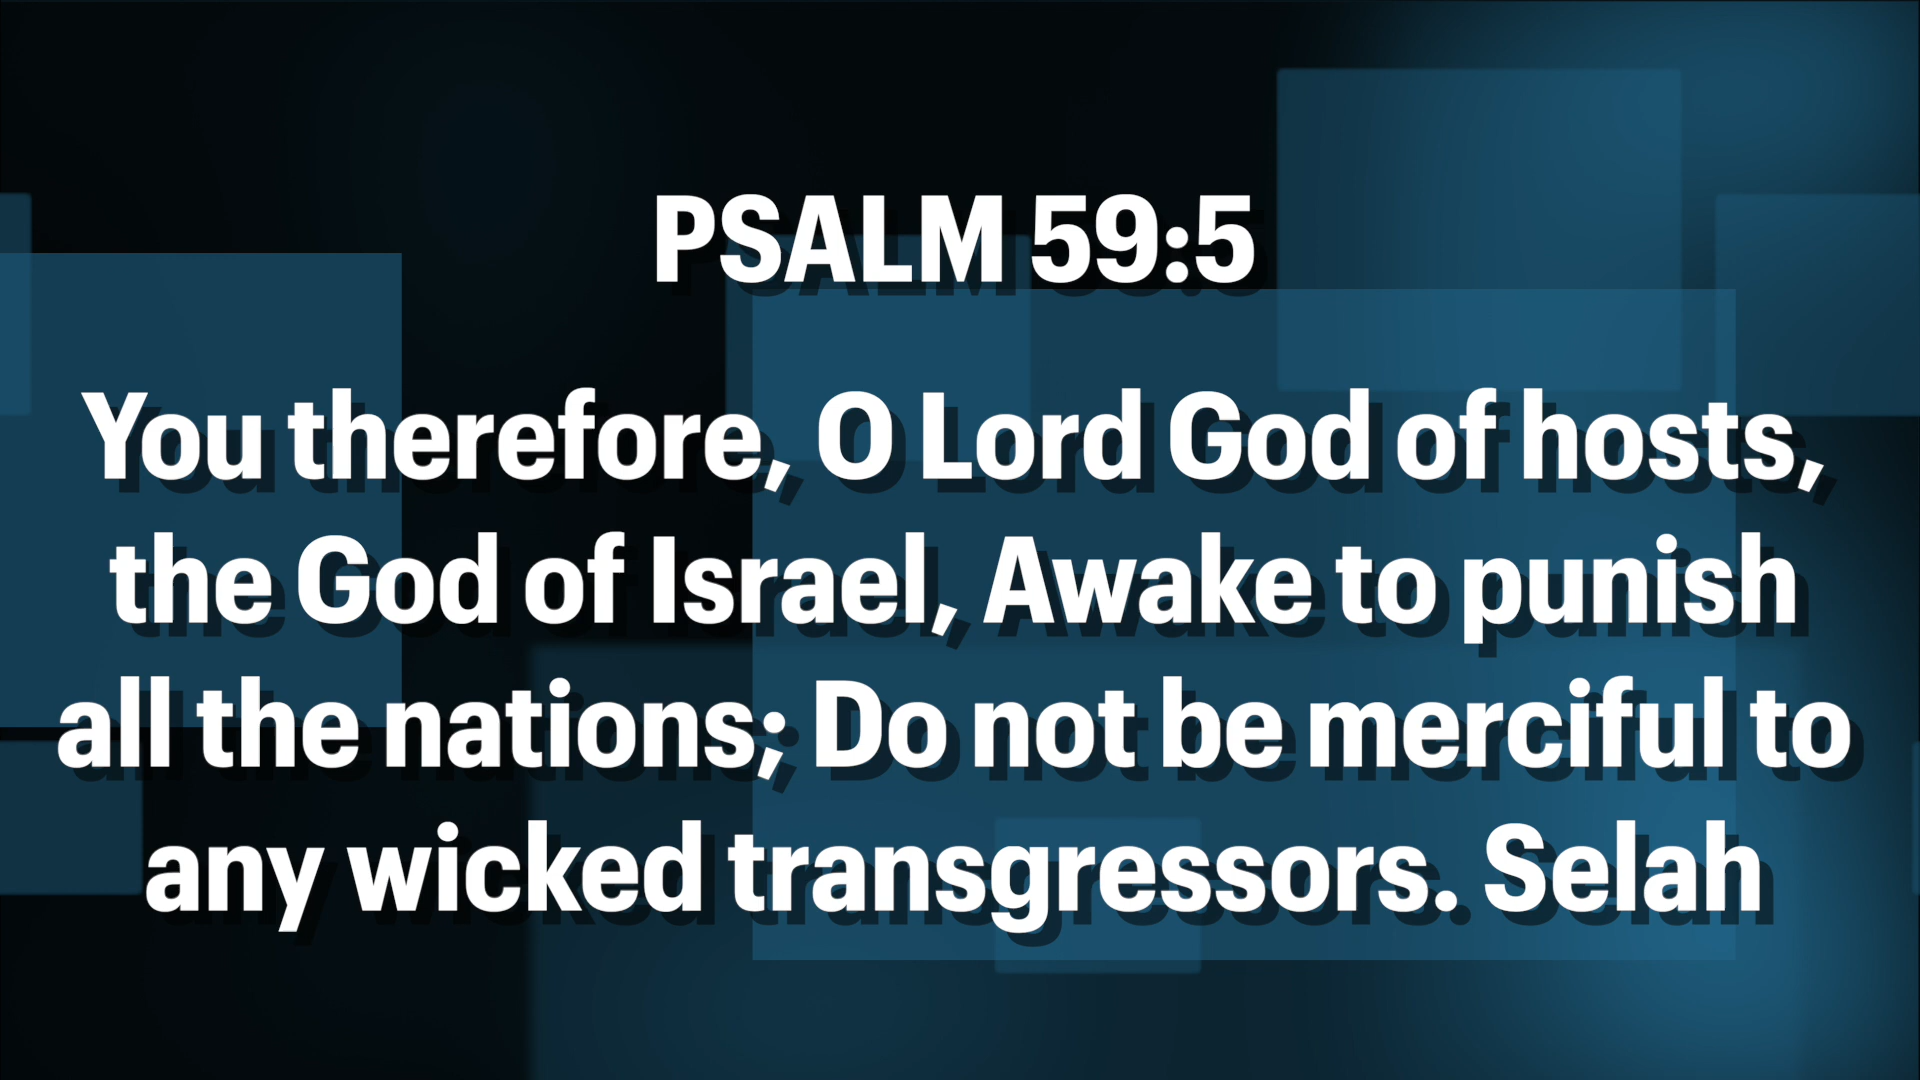 PSALM 59:5
You therefore, O Lord God of hosts,
the God of Israel, Awake to punish
all the nations; Do not be merciful to
any wicked transgressors. Selah